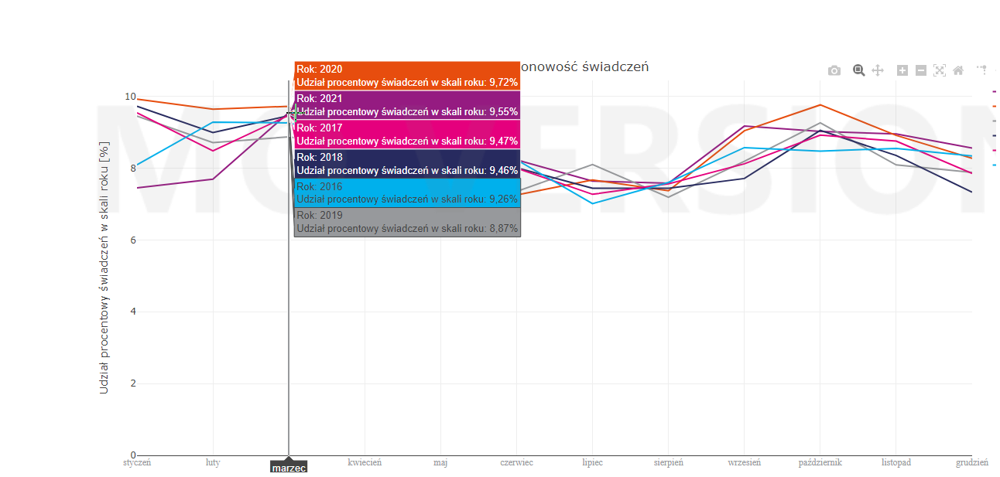 onowość świadczeń
Rok: 2020
Udział procentowy świadczeń w skali roku: 9,72%
Rok: 2021
Udział procentowy świadczeń w skali roku: 9,55%
Rok: 2017
Udział procentowy świadczeń w skali roku: 9,47%
Rok: 2018
Udział procentowy świadczeń w skali roku: 9,46%
Rok: 2016
Udział procentowy świadczeń w skali roku: 9,26%
Rok: 2019
Udział procentowy świadczeń w skali roku: 8,87%
VERSION
Udział procentowy świadczeń w skali roku [%]
10
8
6
4
2
0
styczeń
luty
marzec
kwiecień
maj
czerwiec
lipiec
sierpień
wrzesień
październik
listopad
grudzień